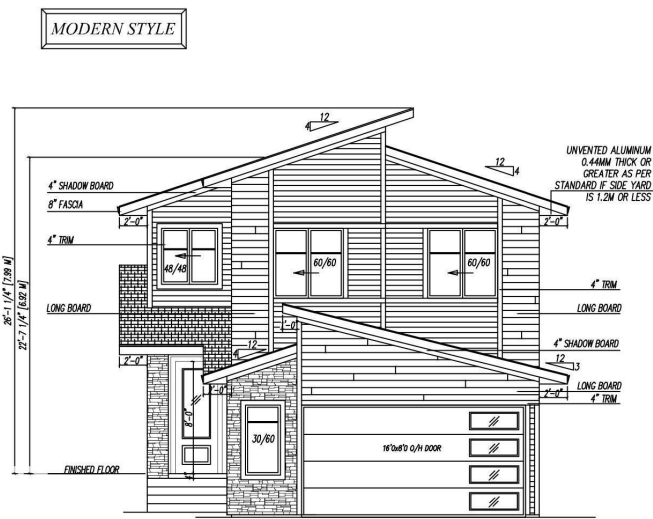 MODERN STYLE
12
4
12
4
UNVENTED ALUMINUM
0.44MM THICK OR
GREATER AS PER
STANDARD IF SIDE YARD
IS 1.2M OR LESS
4" SHADOW BOARD
8" FASCIA
2'-0"
2'-0"
4" TRIM
48/48
60/60
60/60
26'-1 1/4" [7.99 M]
22'-7 1/4" [6.92 M]
4" TRIM
LONG BOARD
LONG BOARD
1'-0"
12
4
4" SHADOW BOARD
2'-0"
12
3
2'-0"
2'-0"
LONG BOARD
4" TRIM
8'-0"
30/60
16'0x8'0 O/H DOOR
FINISHED FLOOR
4"